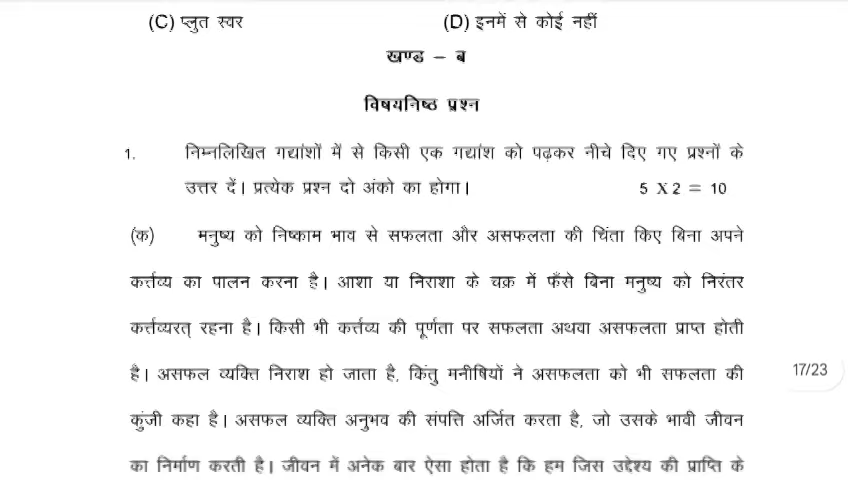 (C) प्लुत स्वर (D) इनमें से कोई नहीं
खण्ड – ब
विषयनिष्ठ प्रश्न
1. निम्नलिखित गद्यांशों में से किसी एक गद्यांश को पढ़कर नीचे दिए गए प्रश्नों के
उत्तर दें। प्रत्येक प्रश्न दो अंको का होगा। 5 X 2 = 10
(क) मनुष्य को निष्काम भाव से सफलता और असफलता की चिंता किए बिना अपने
कर्त्तव्य का पालन करना है। आशा या निराशा के चक्र में फँसे बिना मनुष्य को निरंतर
कर्त्तव्यरत् रहना है। किसी भी कर्त्तव्य की पूर्णता पर सफलता अथवा असफलता प्राप्त होती
है। असफल व्यक्ति निराश हो जाता है, किंतु मनीषियों ने असफलता को भी सफलता की
17/23
कुंजी कहा है। असफल व्यक्ति अनुभव की संपत्ति अर्जित करता है, जो उसके भावी जीवन
का निर्माण करती है। जीवन में अनेक बार ऐसा होता है कि हम जिस उद्देश्य की प्राप्ति के